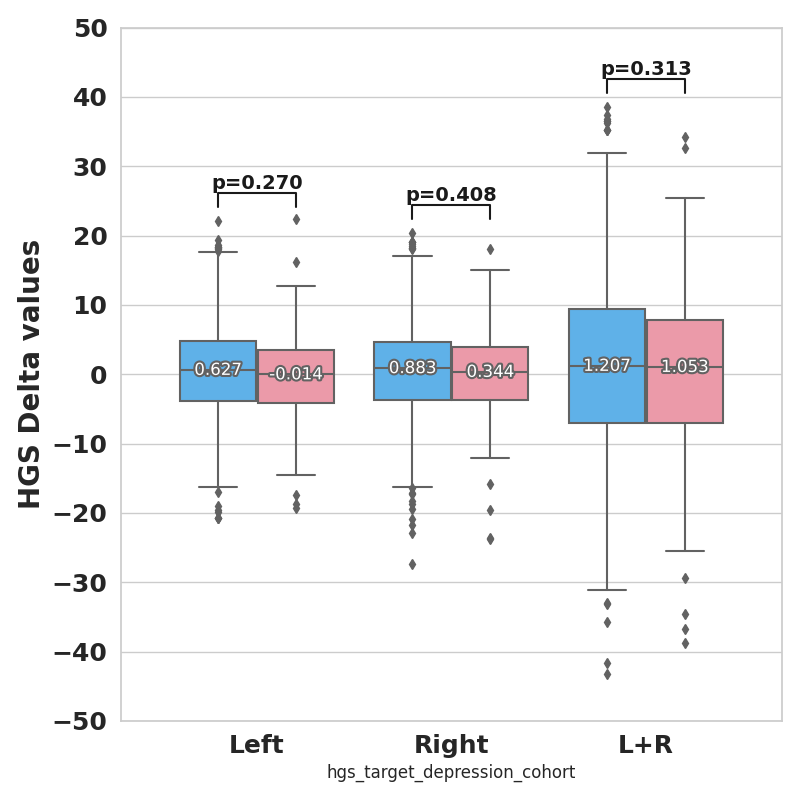 50
40
30
20
10
0
−10
−20
−30
−40
−50
HGS Delta values
p=0.270
p=0.408
p=0.313
0.627
-0.014
0.883
0.344
1.207
1.053
Left
Right
L+R
hgs_target_depression_cohort